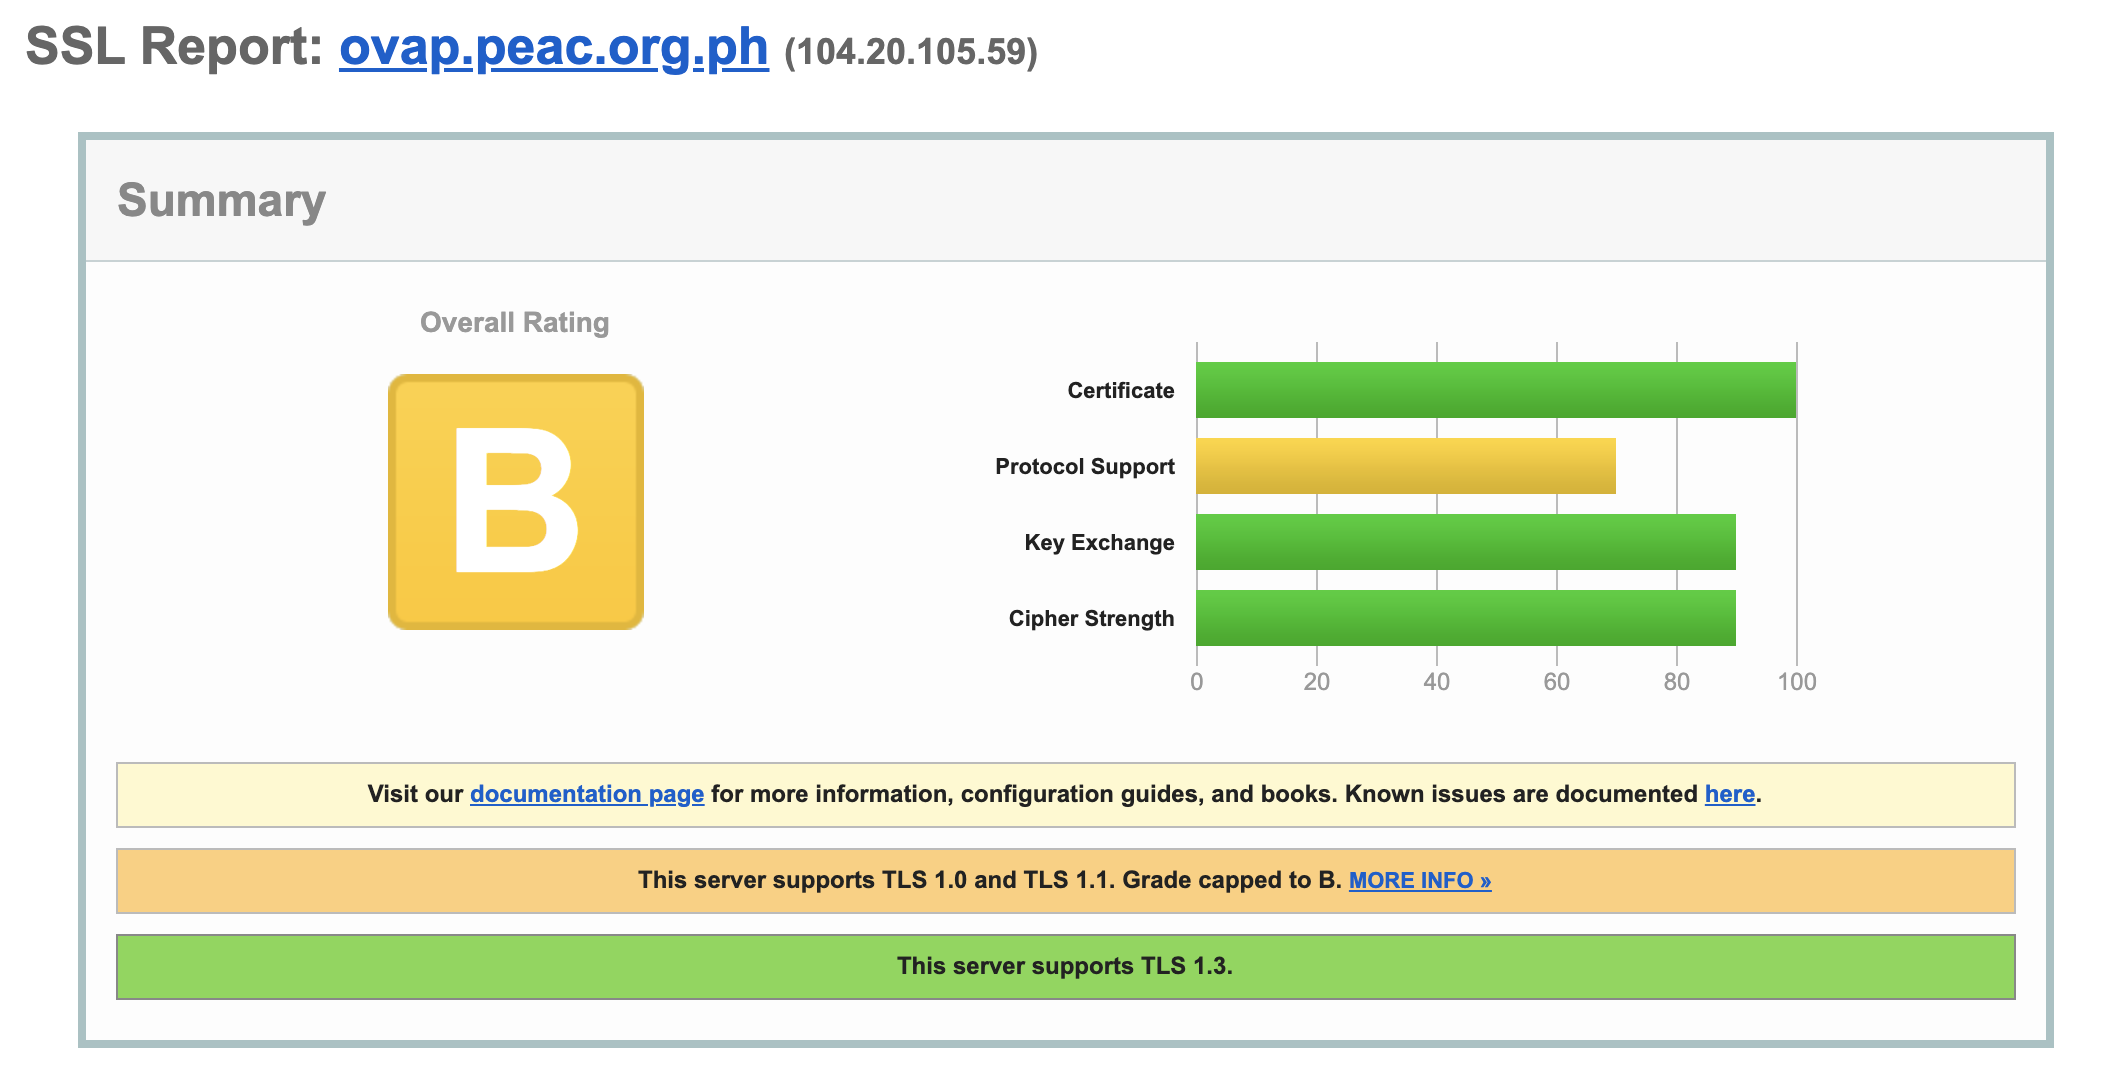 SSL Report: ovap.peac.org.ph (104.20.105.59)
Summary
Overall Rating
B
Certificate
Protocol Support
Key Exchange
Cipher Strength
0 20 40 60 80 100
Visit our documentation page for more information, configuration guides, and books. Known issues are documented here.
This server supports TLS 1.0 and TLS 1.1. Grade capped to B. MORE INFO »
This server supports TLS 1.3.